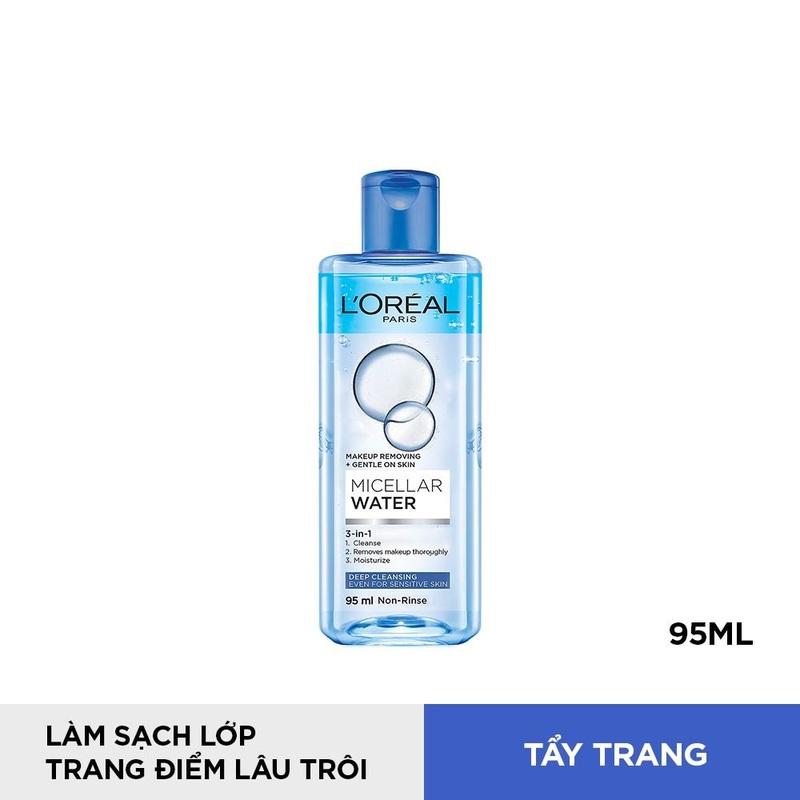 L'ORÉAL
PARIS
MAKEUP REMOVING
+ GENTLE ON SKIN
MICELLAR
WATER
3-in-1
1. Cleanse
2. Removes makeup thoroughly
3. Moisturize
DEEP CLEANSING
EVEN FOR SENSITIVE SKIN
95 ml Non-Rinse
95ML
LÀM SẠCH LỚP
TRANG ĐIỂM LÂU TRÔI
TẨY TRANG